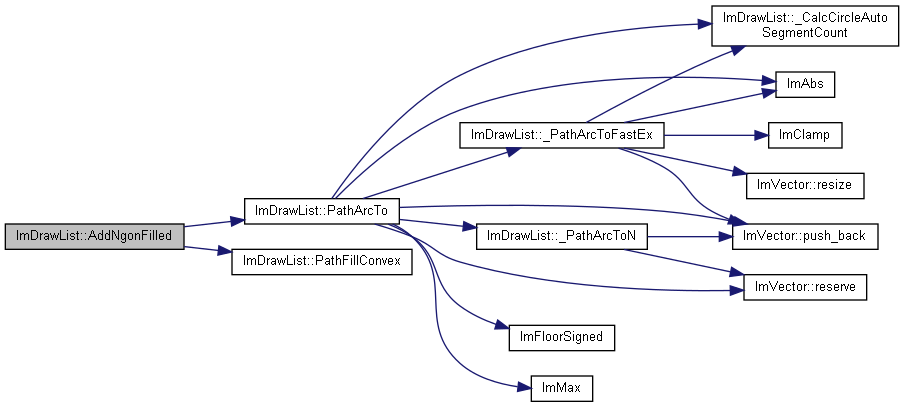 ImDrawList::_CalcCircleAuto
SegmentCount
ImAbs
ImDrawList::_PathArcToFastEx
ImClamp
ImVector::resize
ImDrawList::PathArcTo
ImDrawList::AddNgonFilled
ImDrawList::_PathArcToN
ImVector::push_back
ImDrawList::PathFillConvex
ImVector::reserve
ImFloorSigned
ImMax